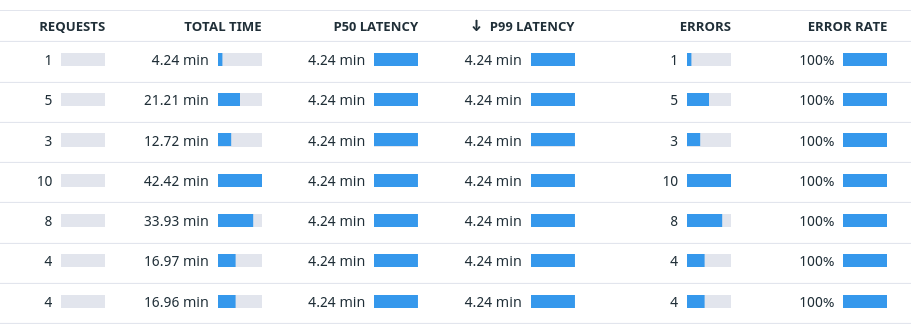 REQUESTS TOTAL TIME P50 LATENCY ↓ P99 LATENCY ERRORS ERROR RATE
1 4.24 min 4.24 min 4.24 min 1 100%
5 21.21 min 4.24 min 4.24 min 5 100%
3 12.72 min 4.24 min 4.24 min 3 100%
10 42.42 min 4.24 min 4.24 min 10 100%
8 33.93 min 4.24 min 4.24 min 8 100%
4 16.97 min 4.24 min 4.24 min 4 100%
4 16.96 min 4.24 min 4.24 min 4 100%